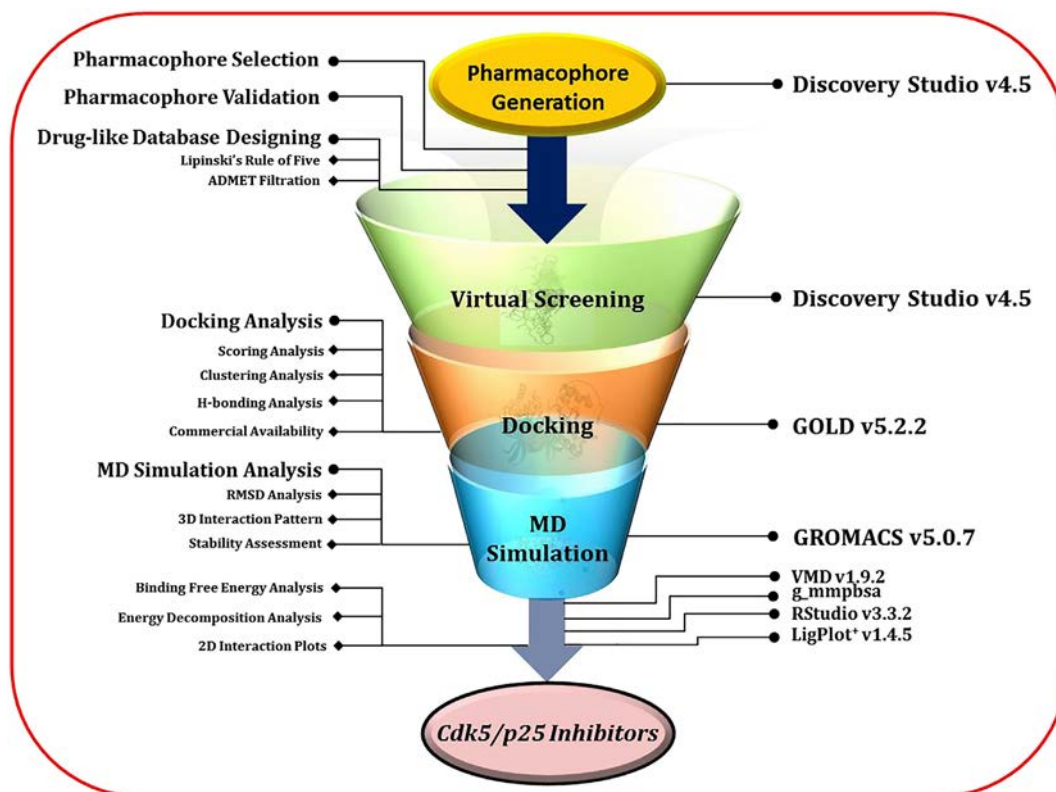 Pharmacophore Selection
Pharmacophore Validation
Drug-like Database Designing
Lipinski's Rule of Five
ADMET Filtration
Pharmacophore
Generation
Discovery Studio v4.5
Virtual Screening
Discovery Studio v4.5
Docking Analysis
Scoring Analysis
Clustering Analysis
H-bonding Analysis
Commercial Availability
Docking
GOLD v5.2.2
MD Simulation Analysis
RMSD Analysis
3D Interaction Pattern
Stability Assessment
MD
Simulation
GROMACS v5.0.7
Binding Free Energy Analysis
Energy Decomposition Analysis
2D Interaction Plots
VMD v1.9.2
g_mmpbsa
RStudio v3.3.2
LigPlot⁺ v1.4.5
Cdk5/p25 Inhibitors